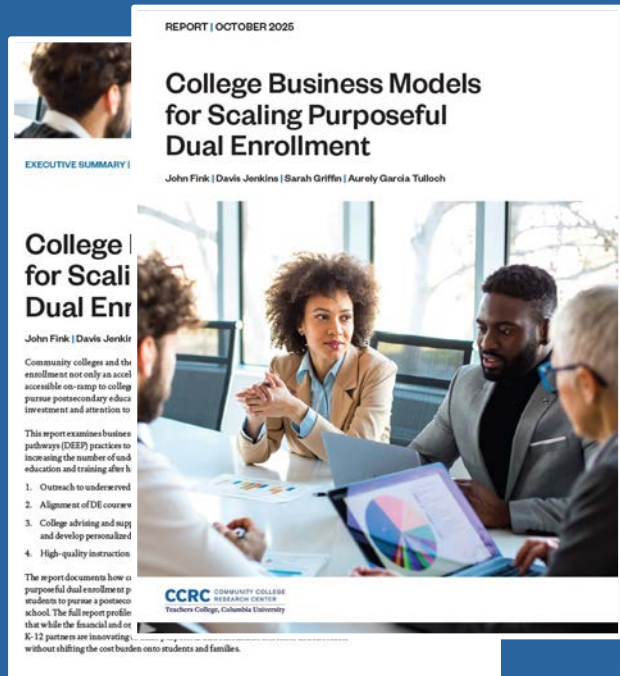 REPORT | OCTOBER 2025
College Business Models
for Scaling Purposeful
Dual Enrollment
John Fink | Davis Jenkins | Sarah Griffin | Aurely Garcia Tulloch
CCRC COMMUNITY COLLEGE
RESEARCH CENTER
Teachers College, Columbia University
EXECUTIVE SUMMARY |
College
for Scali
Dual Enr
John Fink | Davis Jenkin
Community colleges and the
enrollment not only an accel
accessible on-ramp to colleg
pursue postsecondary educa
investment and attention to
This report examines busines
pathways (DEEP) practices to
increasing the number of und
education and training after h
1. Outreach to underserved
2. Alignment of DE coursew
3. College advising and supp
and develop personalized
4. High-quality instruction
The report documents how co
purposeful dual enrollment p
students to pursue a postseco
school. The full report profile
that while the financial and or
K-12 partners are innovating
without shifting the cost burden onto students and families.